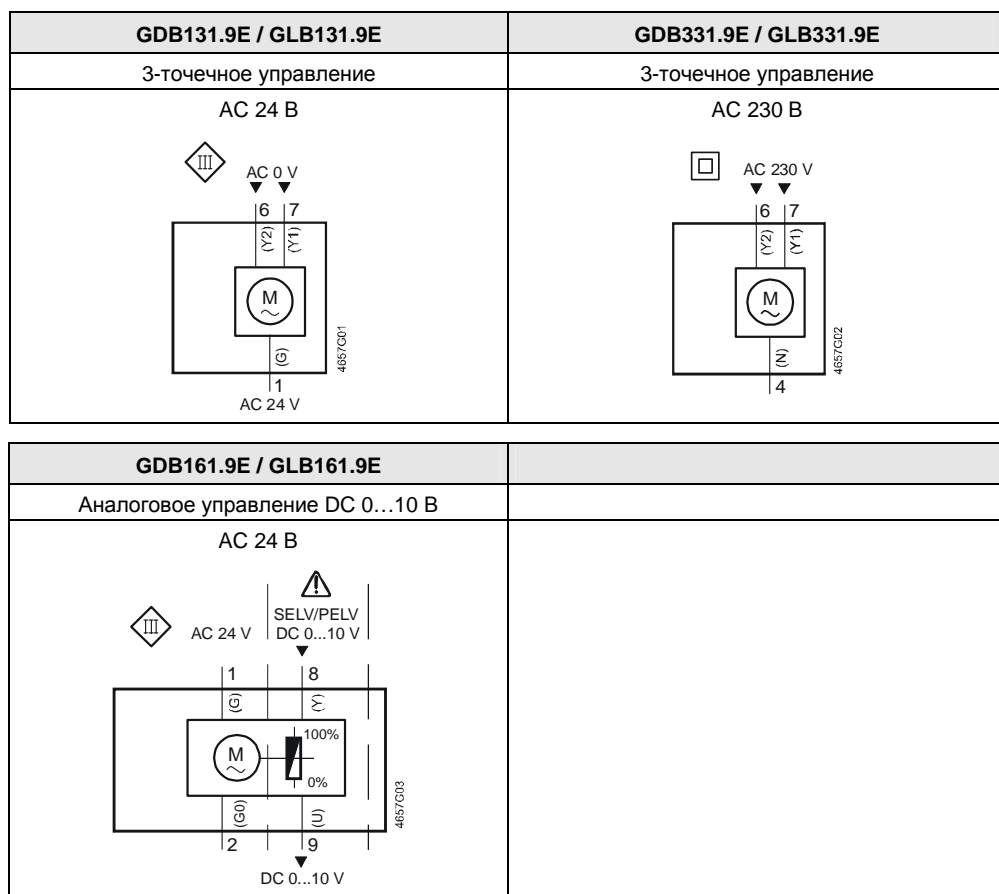 GDB131.9E / GLB131.9E
GDB331.9E / GLB331.9E
3-точечное управление
3-точечное управление
AC 24 В
AC 230 В
III
AC 0 V
6 7
(Y2) (Y1)
M
(G)
1
AC 24 V
4657G01
AC 230 V
6 7
(Y2) (Y1)
M
(N)
4
4657G02
GDB161.9E / GLB161.9E
Аналоговое управление DC 0…10 В
AC 24 В
III
AC 24 V
SELV/PELV
DC 0...10 V
1 8
(G) (Y)
M
100%
0%
(G0) (U)
2 9
DC 0...10 V
4657G03